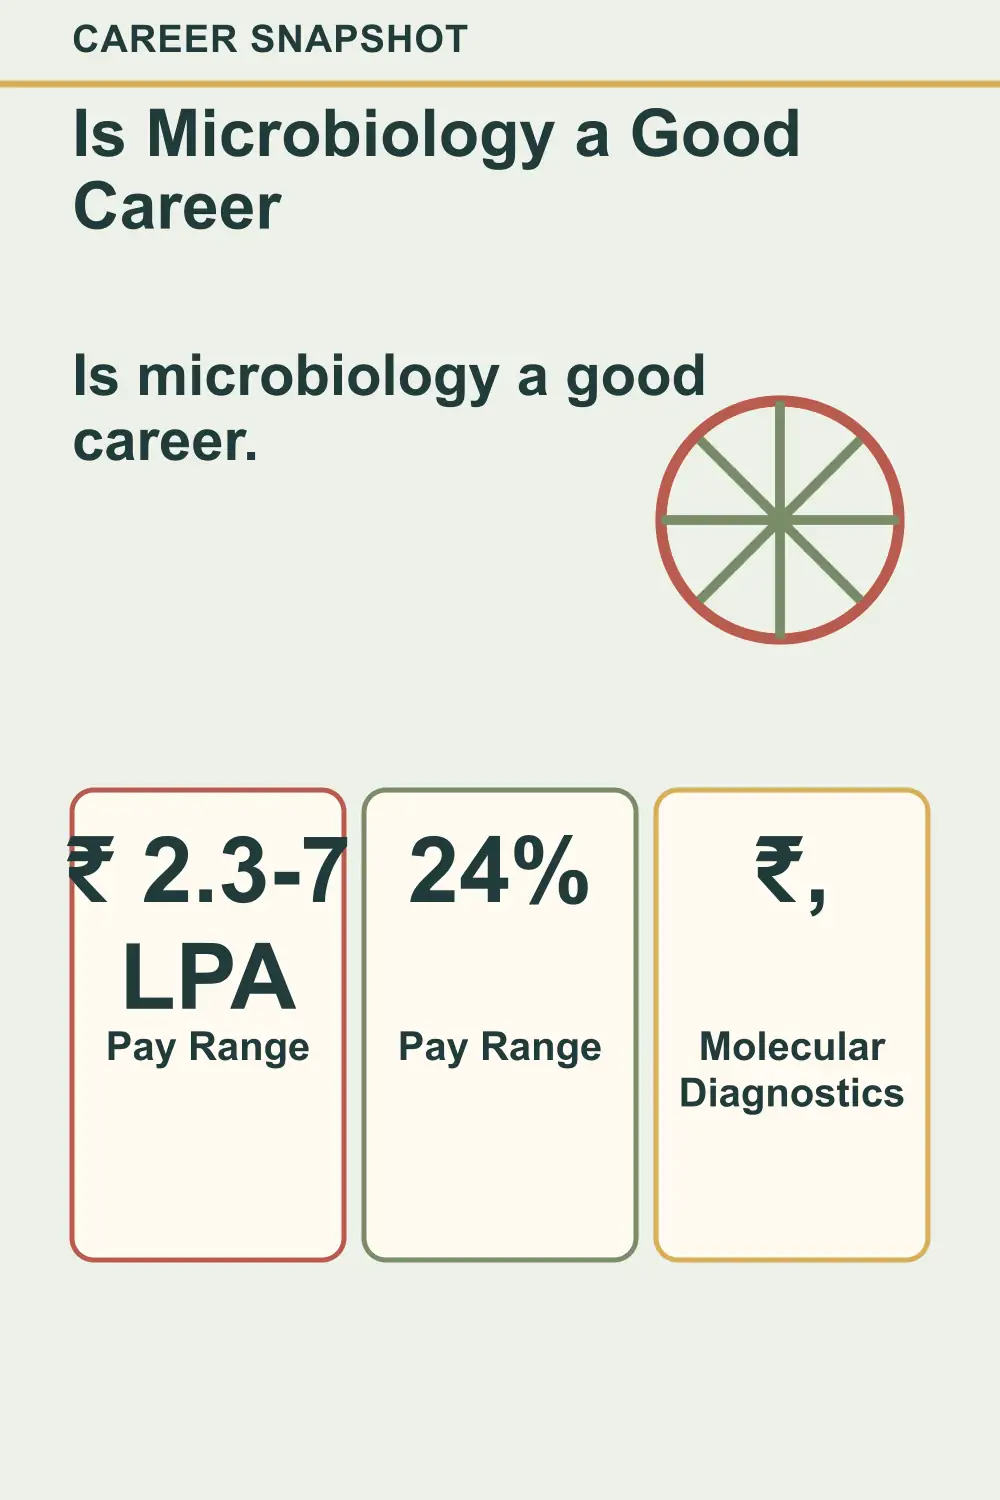 CAREER SNAPSHOT
Is Microbiology a Good
Career
Is microbiology a good
career.
₹ 2.3-7
LPA
Pay Range
24%
Pay Range
₹,
Molecular
Diagnostics